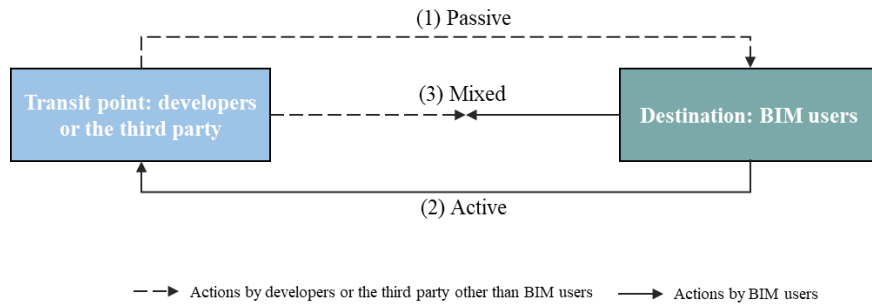 (1) Passive
Transit point: developers
or the third party
(3) Mixed
Destination: BIM users
(2) Active
Actions by developers or the third party other than BIM users
Actions by BIM users